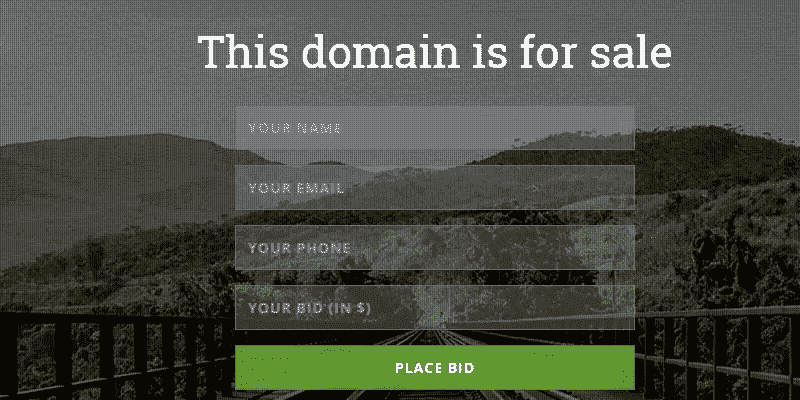 This domain is for sale
YOUR NAME
YOUR EMAIL
YOUR PHONE
YOUR BID (IN $)
PLACE BID